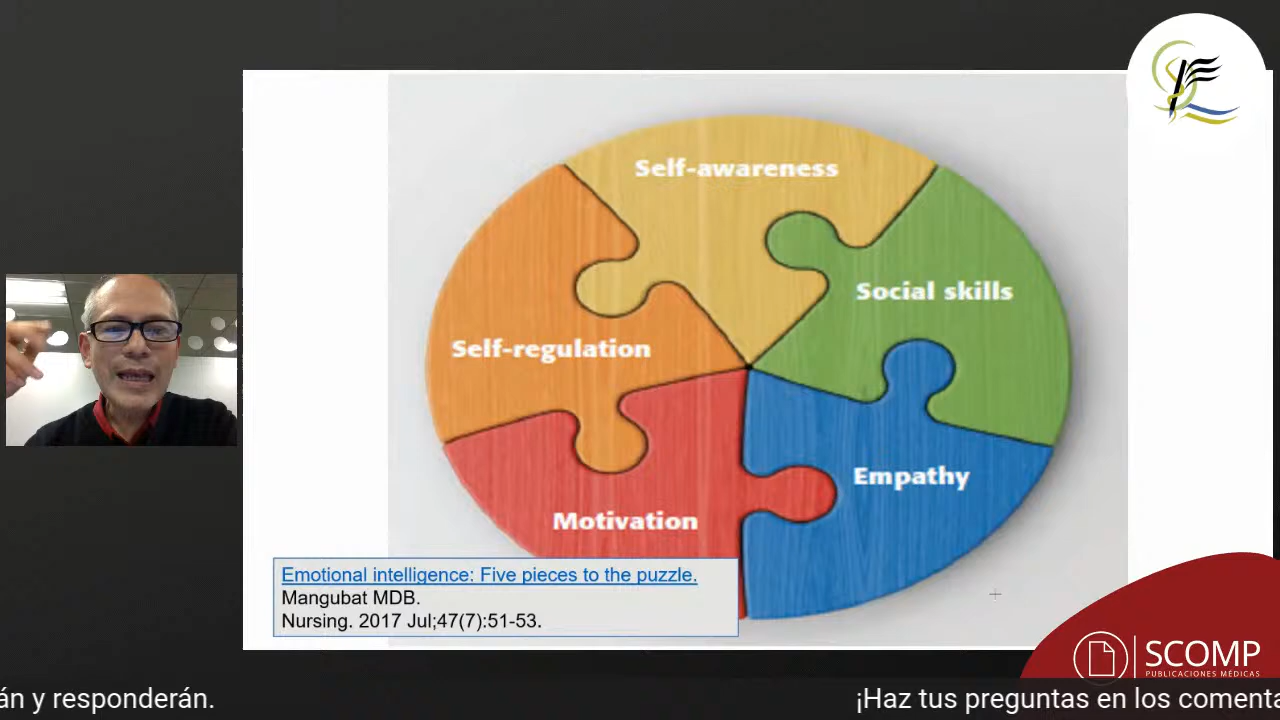 Self-awareness
Social skills
Self-regulation
Empathy
Motivation
Emotional intelligence: Five pieces to the puzzle.
Mangubat MDB.
Nursing. 2017 Jul;47(7):51-53.
SCOMP
PUBLICACIONES MÉDICAS
án y responderán.
¡Haz tus preguntas en los comenta